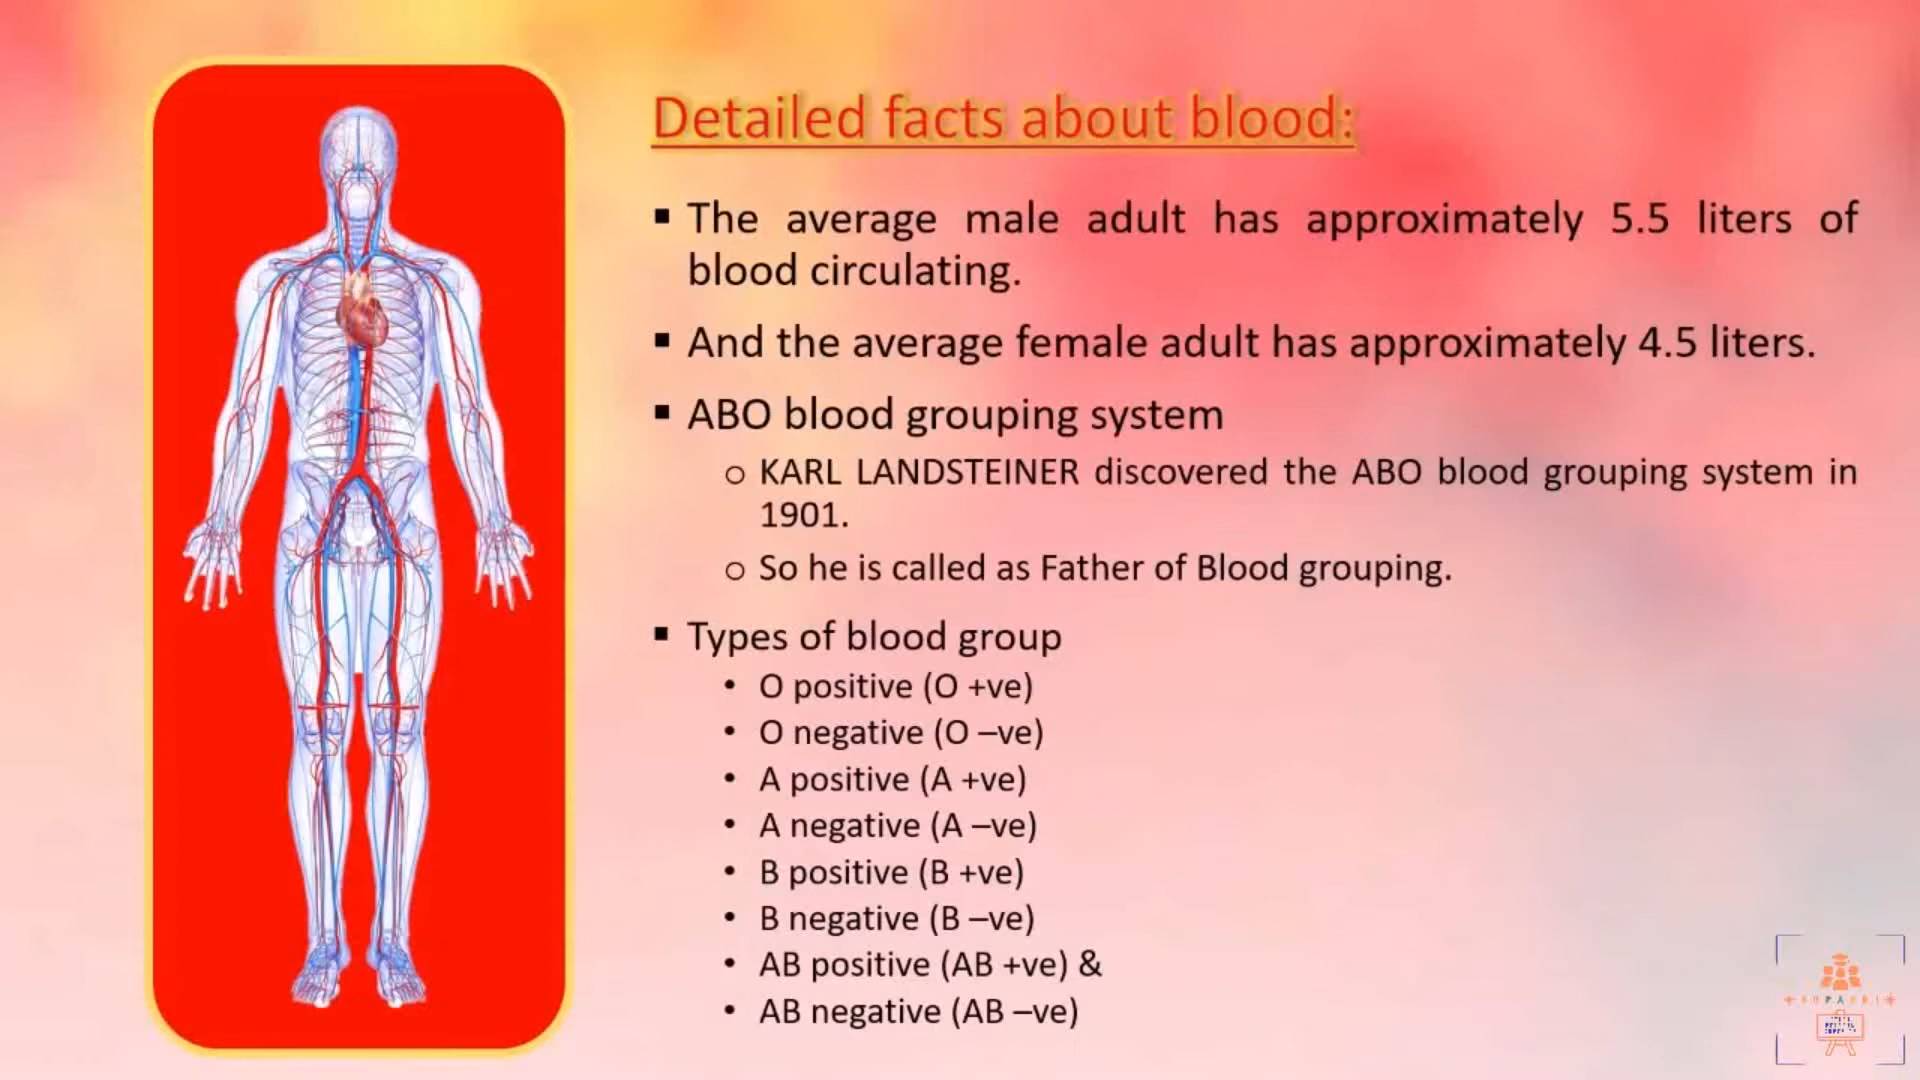 Detailed facts about blood:
▪ The average male adult has approximately 5.5 liters of
blood circulating.
▪ And the average female adult has approximately 4.5 liters.
▪ ABO blood grouping system
o KARL LANDSTEINER discovered the ABO blood grouping system in
1901.
o So he is called as Father of Blood grouping.
▪ Types of blood group
• O positive (O +ve)
• O negative (O –ve)
• A positive (A +ve)
• A negative (A –ve)
• B positive (B +ve)
• B negative (B –ve)
• AB positive (AB +ve) &
• AB negative (AB –ve)